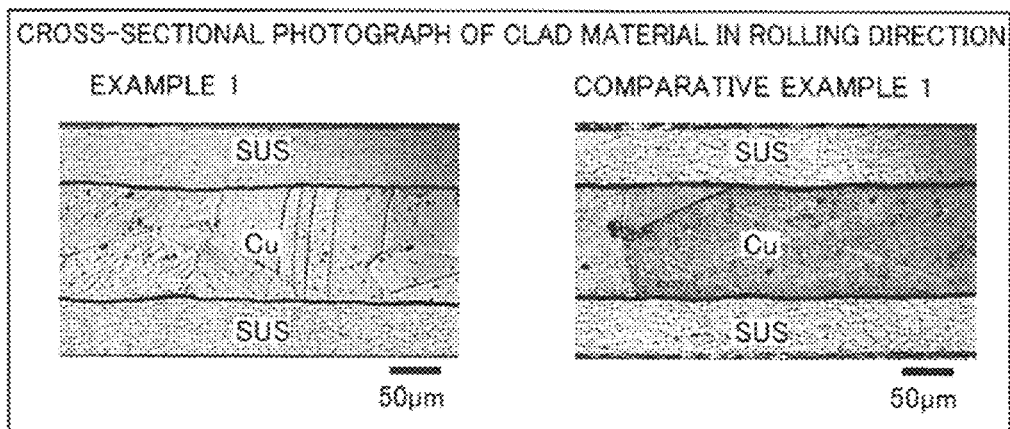 CROSS-SECTIONAL PHOTOGRAPH OF CLAD MATERIAL IN ROLLING DIRECTION
EXAMPLE 1
COMPARATIVE EXAMPLE 1
SUS
SUS
Cu
Cu
SUS
SUS
50μm
50μm